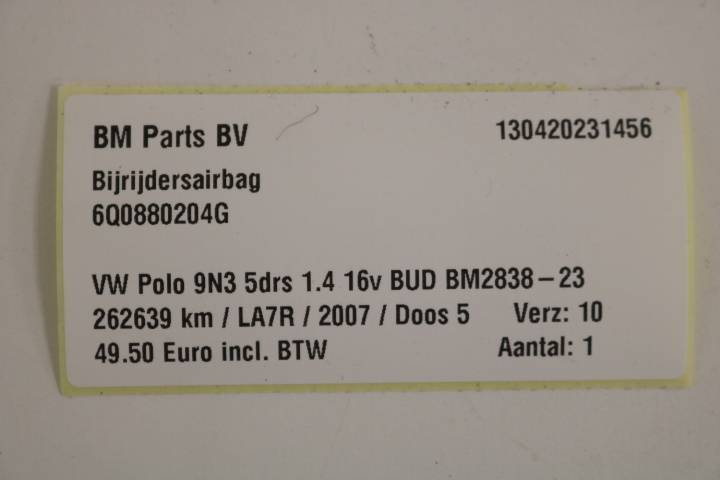 BM Parts BV 130420231456
Bijrijdersairbag
6Q0880204G
VW Polo 9N3 5drs 1.4 16v BUD BM2838-23
262639 km / LA7R / 2007 / Doos 5 Verz: 10
49.50 Euro incl. BTW Aantal: 1